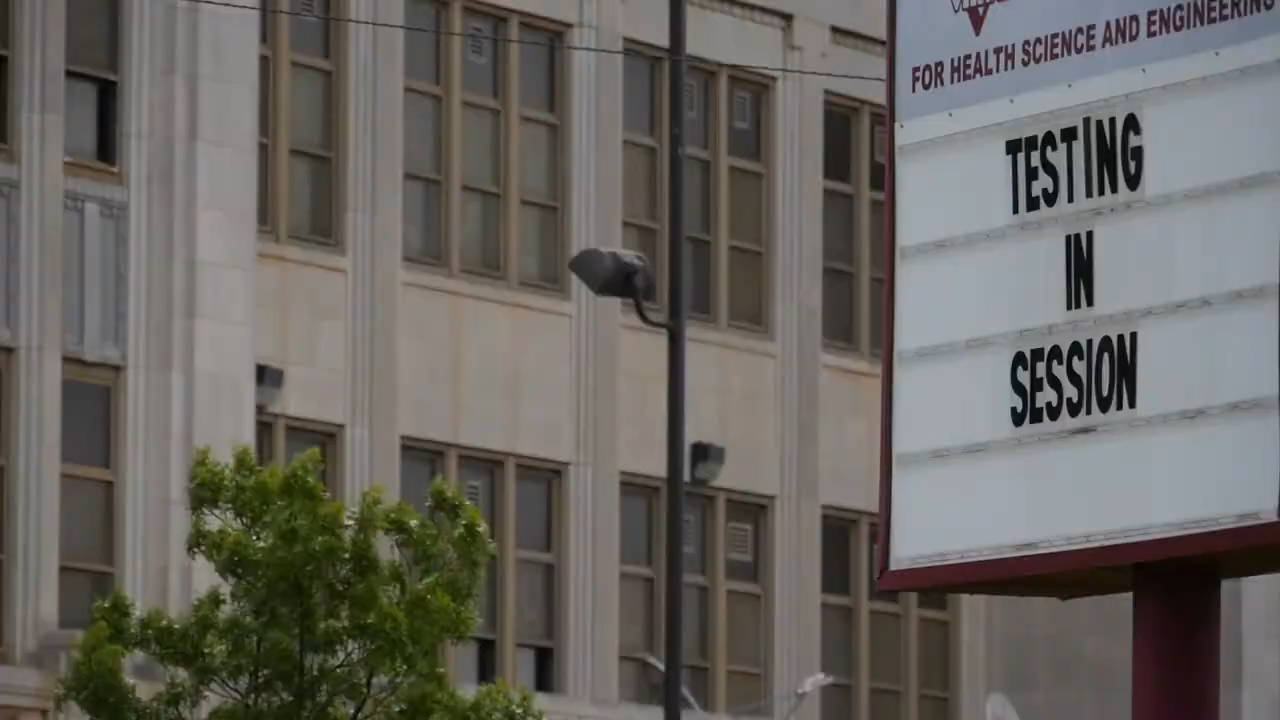 FOR HEALTH SCIENCE AND ENGINEERING
TESTING
IN
SESSION